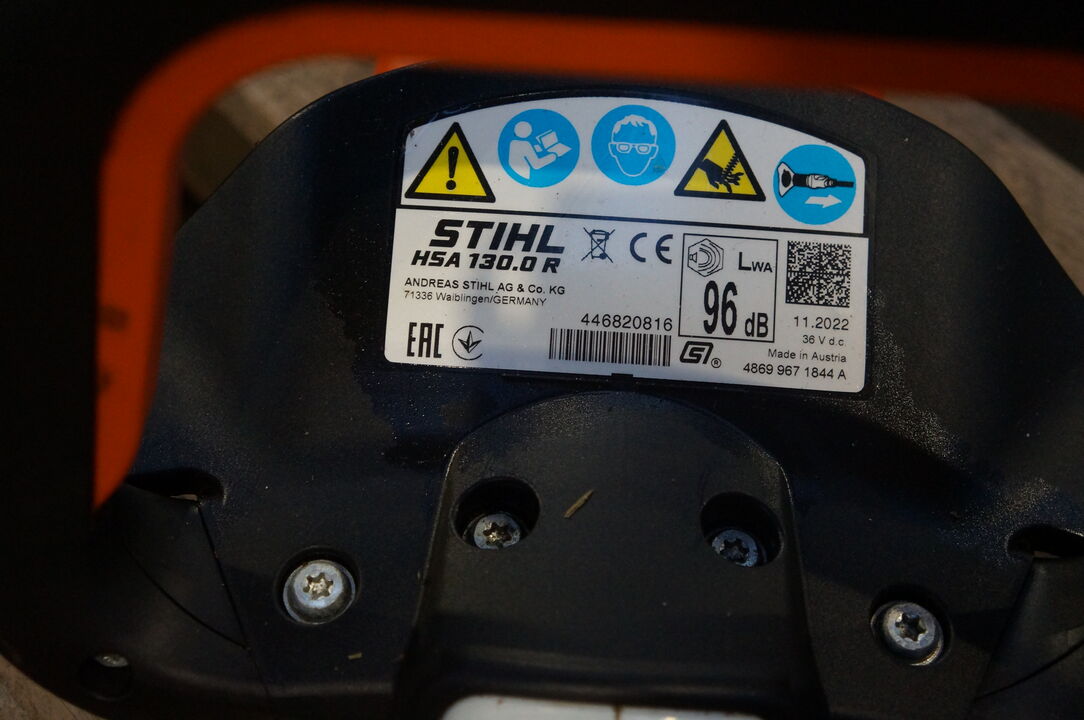 STIHL
HSA 130.0 R
ANDREAS STIHL AG & Co. KG
71336 Waiblingen/GERMANY
EAC
CE
LWA
96 dB
446820816
11.2022
36 V d.c.
Made in Austria
4869 967 1844 A
®